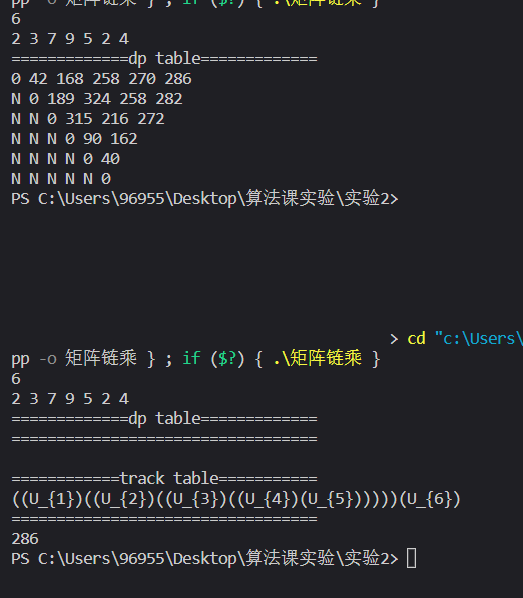 pp -o 矩阵链乘 } ; if ($?) { .\矩阵链乘 }
6
2 3 7 9 5 2 4
=============dp table=============
0 42 168 258 270 286
N 0 189 324 258 282
N N 0 315 216 272
N N N 0 90 162
N N N N 0 40
N N N N N 0
PS C:\Users\96955\Desktop\算法课实验\实验2>
> cd "c:\Users\
pp -o 矩阵链乘 } ; if ($?) { .\矩阵链乘 }
6
2 3 7 9 5 2 4
=============dp table=============
==================================
============track table===========
((U_{1})((U_{2})((U_{3})((U_{4})(U_{5})))))(U_{6})
==================================
286
PS C:\Users\96955\Desktop\算法课实验\实验2>